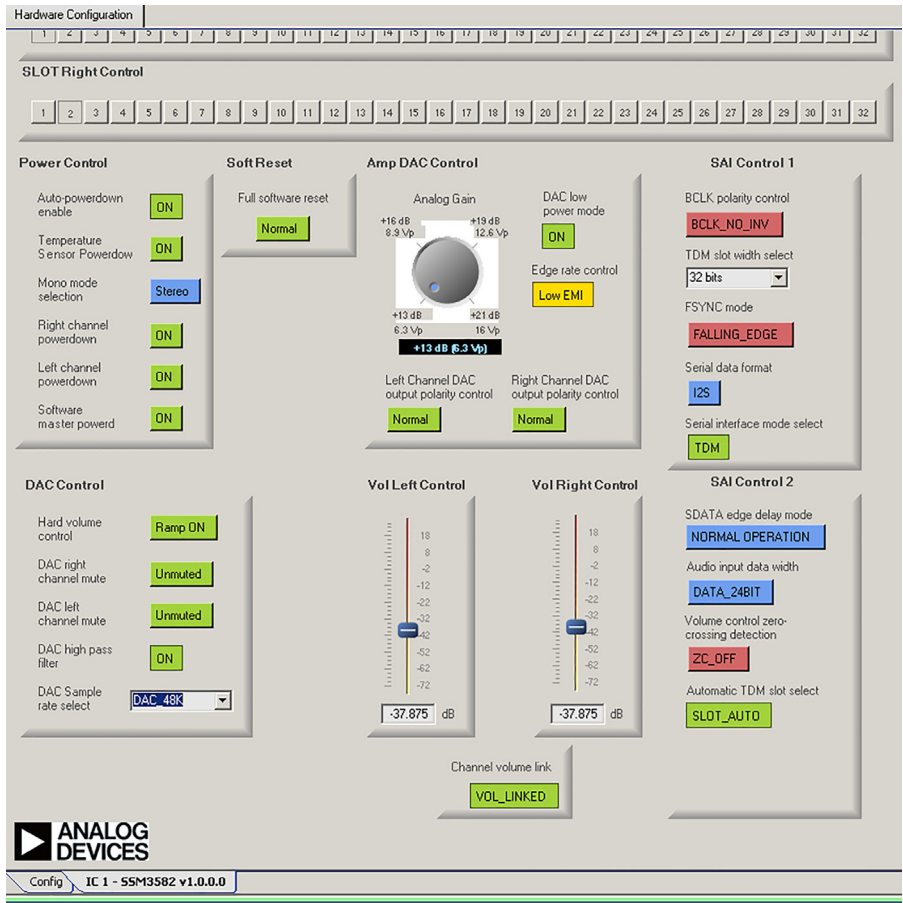 Hardware Configuration
1 2 3 4 5 6 7 8 9 10 11 12 13 14 15 16 17 18 19 20 21 22 23 24 25 26 27 28 29 30 31 32
SLOT Right Control
1 2 3 4 5 6 7 8 9 10 11 12 13 14 15 16 17 18 19 20 21 22 23 24 25 26 27 28 29 30 31 32
Power Control
Auto-powerdown enable
ON
Temperature Sensor Powerdow
ON
Mono mode selection
Stereo
Right channel powerdown
ON
Left channel powerdown
ON
Software master powerd
ON
Soft Reset
Full software reset
Normal
Amp DAC Control
Analog Gain
+16 dB
8.9 Vp
+19 dB
12.6 Vp
+13 dB
6.3 Vp
+21 dB
16 Vp
+13 dB (6.3 Vp)
DAC low power mode
ON
Edge rate control
Low EMI
Left Channel DAC output polarity control
Normal
Right Channel DAC output polarity control
Normal
SAI Control 1
BCLK polarity control
BCLK_NO_INV
TDM slot width select
32 bits
FSYNC mode
FALLING_EDGE
Serial data format
I2S
Serial interface mode select
TDM
DAC Control
Hard volume control
Ramp ON
DAC right channel mute
Unmuted
DAC left channel mute
Unmuted
DAC high pass filter
ON
DAC Sample rate select
DAC_48K
Vol Left Control
18
8
-2
-12
-22
-32
-42
-52
-62
-72
-37.875 dB
Vol Right Control
18
8
-2
-12
-22
-32
-42
-52
-62
-72
-37.875 dB
Channel volume link
VOL_LINKED
SAI Control 2
SDATA edge delay mode
NORMAL OPERATION
Audio input data width
DATA_24BIT
Volume control zero-crossing detection
ZC_OFF
Automatic TDM slot select
SLOT_AUTO
ANALOG
DEVICES
Config
IC 1 - SSM3582 v1.0.0.0